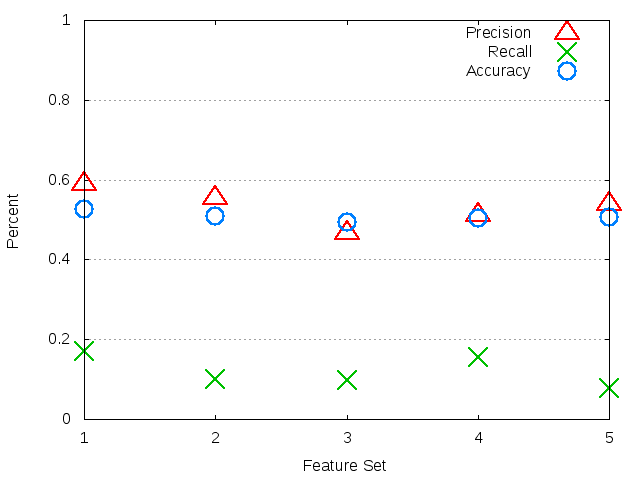 1
Precision
Recall
Accuracy
0.8
0.6
0.4
0.2
0
Percent
1 2 3 4 5
Feature Set